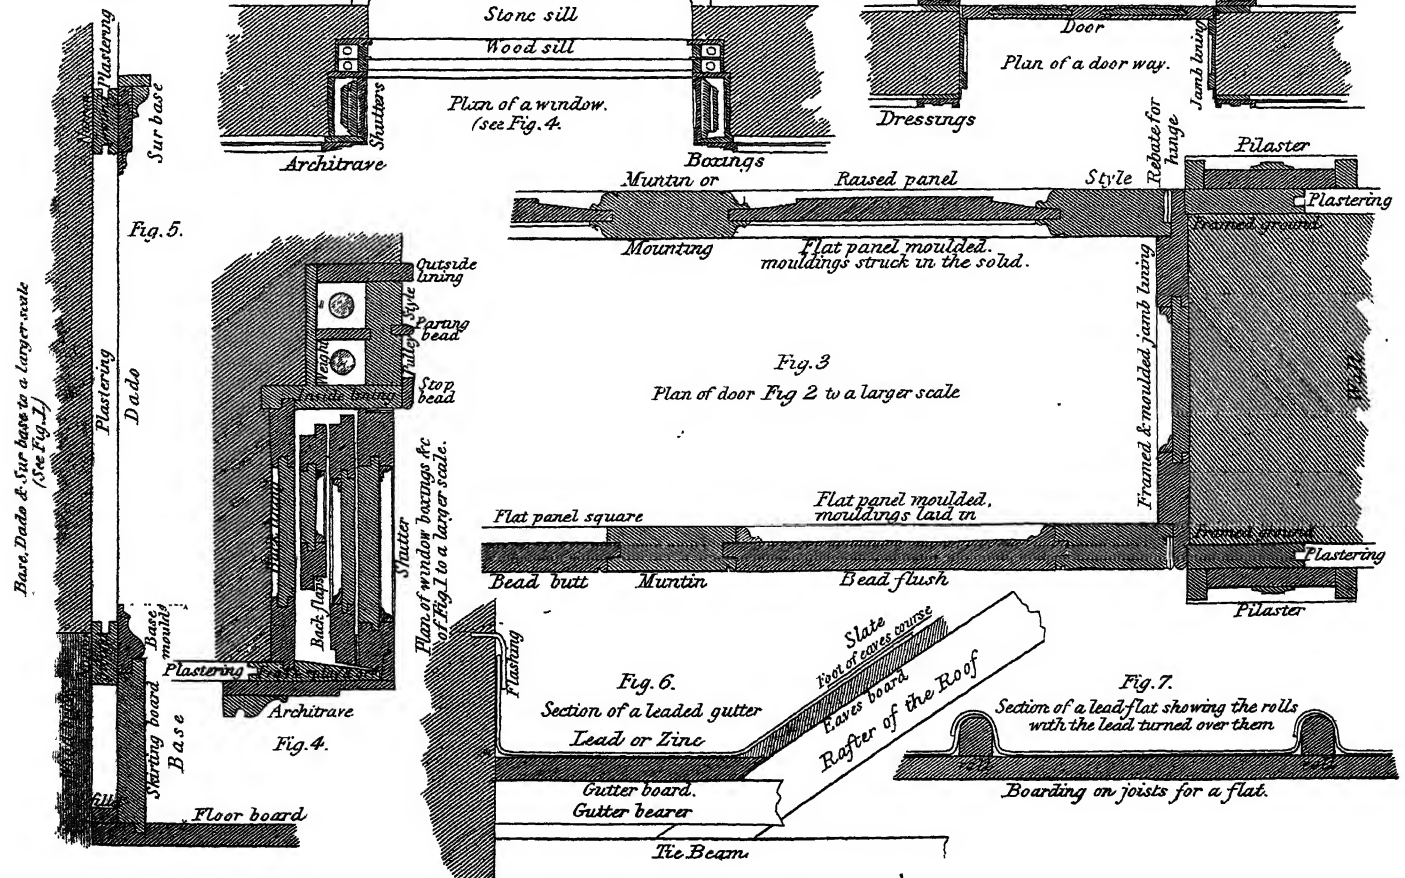 Stone sill
Wood sill
Shutters
Plan of a window.
(see Fig. 4.
Architrave
Boxings
Door
Plan of a door way.
Jamb lining
Dressings
Plastering
Sur base
Fig. 5.
Base, Dado & Sur base to a larger scale
(See Fig. 1.)
Plastering
Dado
Base
moulds
Skirting board
Base
Floor board
Outside
lining
Style
Parting
bead
Pulley
Weight
Stop
bead
Inside lining
Back lining
Back flaps
Shutter
Plan of window boxings &c
of Fig. 1 to a larger scale.
Plastering
Architrave
Fig. 4.
Muntin or
Mounting
Raised panel
Flat panel moulded.
mouldings struck in the solid.
Style
Rebate for
hinge
Pilaster
Plastering
Framed ground
Framed & moulded jamb lining
Wall
Fig. 3
Plan of door Fig 2 to a larger scale
Flat panel square
Flat panel moulded,
mouldings laid in
Bead butt
Muntin
Bead flush
Framed ground
Plastering
Pilaster
Flashing
Fig. 6.
Section of a leaded gutter
Lead or Zinc
Slate
Foot of eaves course
Eaves board
Rafter of the Roof
Gutter board.
Gutter bearer
Tie Beam.
Fig. 7.
Section of a lead flat showing the rolls
with the lead turned over them
roll
roll
Boarding on joists for a flat.